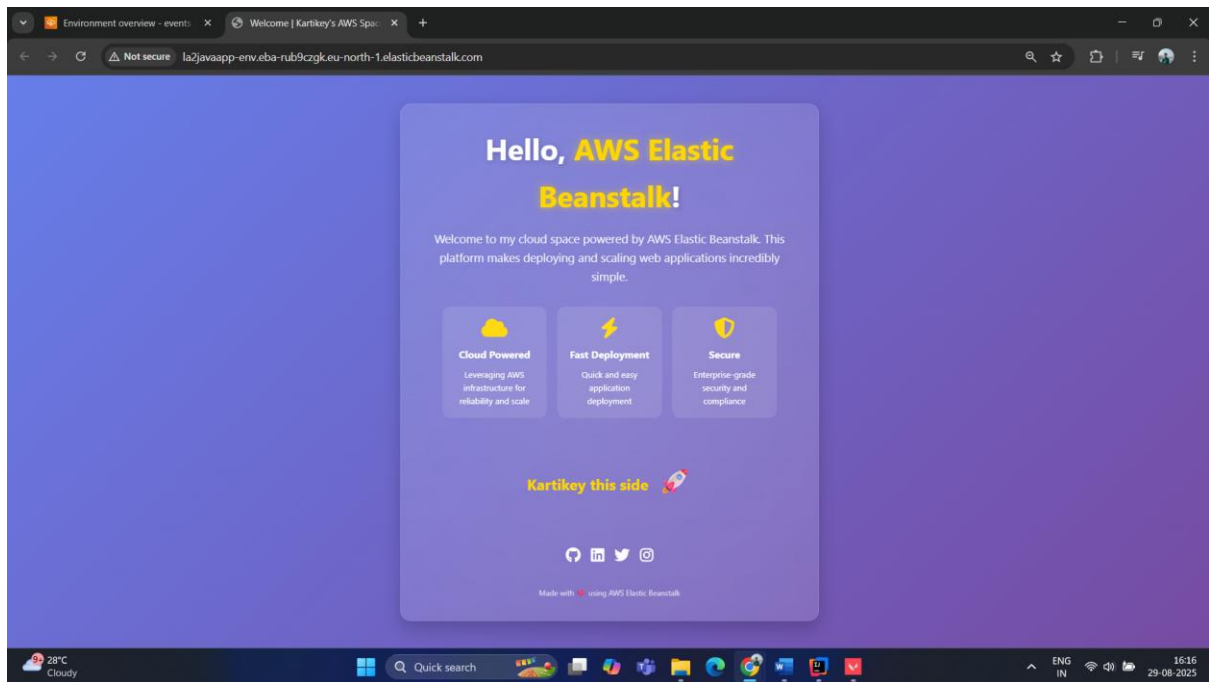 Environment overview - events
Welcome | Kartikey's AWS Spac
Not secure
la2javaapp-env.eba-rub9czgk.eu-north-1.elasticbeanstalk.com
Hello, AWS Elastic
Beanstalk!
Welcome to my cloud space powered by AWS Elastic Beanstalk. This
platform makes deploying and scaling web applications incredibly
simple.
Cloud Powered
Leveraging AWS
infrastructure for
reliability and scale
Fast Deployment
Quick and easy
application
deployment
Secure
Enterprise-grade
security and
compliance
Kartikey this side
Made with using AWS Elastic Beanstalk
9+
28°C
Cloudy
Quick search
ENG
IN
16:16
29-08-2025